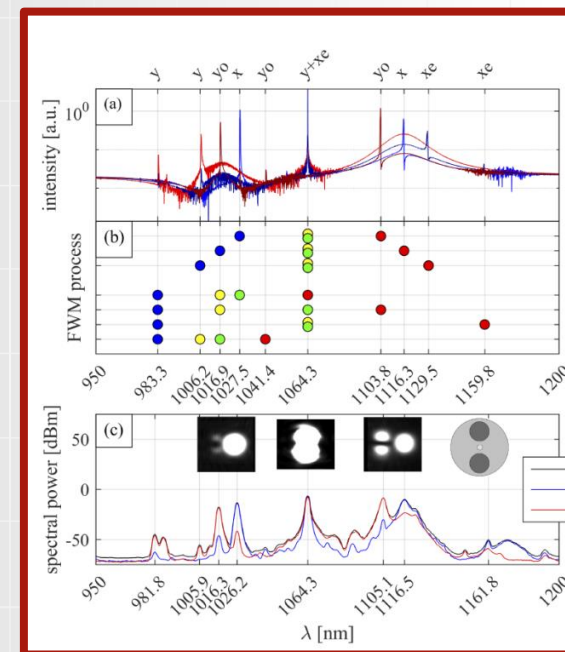 y y yo x yo y+xe yo x xe xe
(a)
10⁰
intensity [a.u.]
(b)
FWM process
950 983.3 1006.2 1016.9 1027.5 1041.4 1064.3 1103.8 1116.3 1129.5 1159.8 1200
(c)
50
0
-50
spectral power [dBm]
950 981.8 1005.9 1016.3 1026.2 1064.3 1105.1 1116.5 1161.8 1200
λ [nm]